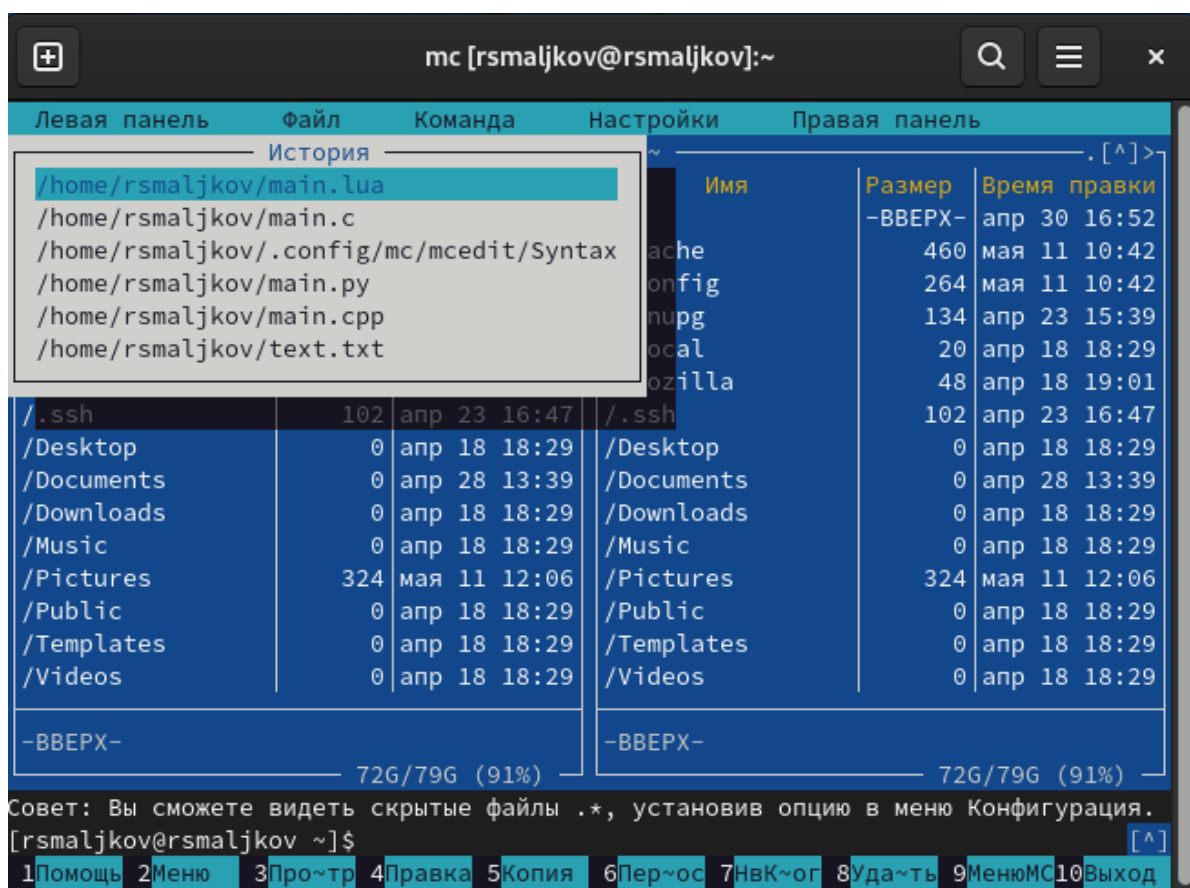 mc [rsmaljkov@rsmaljkov]:~
Левая панель Файл Команда Настройки Правая панель
История ~ .[^]>
/home/rsmaljkov/main.lua Имя Размер Время правки
/home/rsmaljkov/main.c -ВВЕРХ- апр 30 16:52
/home/rsmaljkov/.config/mc/mcedit/Syntax ache 460 мая 11 10:42
/home/rsmaljkov/main.py onfig 264 мая 11 10:42
/home/rsmaljkov/main.cpp nupg 134 апр 23 15:39
/home/rsmaljkov/text.txt ocal 20 апр 18 18:29
ozilla 48 апр 18 19:01
/.ssh 102 апр 23 16:47 /.ssh 102 апр 23 16:47
/Desktop 0 апр 18 18:29 /Desktop 0 апр 18 18:29
/Documents 0 апр 28 13:39 /Documents 0 апр 28 13:39
/Downloads 0 апр 18 18:29 /Downloads 0 апр 18 18:29
/Music 0 апр 18 18:29 /Music 0 апр 18 18:29
/Pictures 324 мая 11 12:06 /Pictures 324 мая 11 12:06
/Public 0 апр 18 18:29 /Public 0 апр 18 18:29
/Templates 0 апр 18 18:29 /Templates 0 апр 18 18:29
/Videos 0 апр 18 18:29 /Videos 0 апр 18 18:29
-ВВЕРХ- -ВВЕРХ-
72G/79G (91%) 72G/79G (91%)
Совет: Вы сможете видеть скрытые файлы .*, установив опцию в меню Конфигурация.
[rsmaljkov@rsmaljkov ~]$ [^]
1Помощь 2Меню 3Про~тр 4Правка 5Копия 6Пер~ос 7НвК~ог 8Уда~ть 9МенюMC10Выход